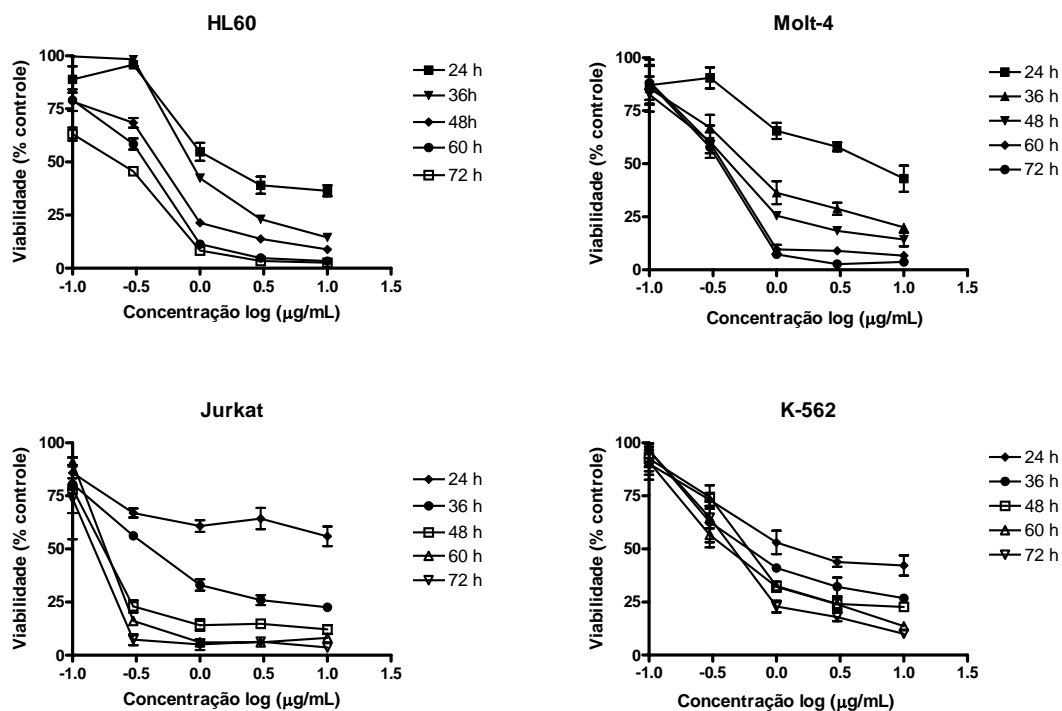 HL60
Viabilidade (% controle)
100
75
50
25
0
-1.0 -0.5 0.0 0.5 1.0 1.5
Concentração log (μg/mL)
24 h
36h
48h
60 h
72 h
Molt-4
Viabilidade (% controle)
100
75
50
25
0
-1.0 -0.5 0.0 0.5 1.0 1.5
Concentração log (μg/mL)
24 h
36 h
48 h
60 h
72 h
Jurkat
Viabilidade (% controle)
100
75
50
25
0
-1.0 -0.5 0.0 0.5 1.0 1.5
Concentração log (μg/mL)
24 h
36 h
48 h
60 h
72 h
K-562
Viabilidade (% controle)
100
75
50
25
0
-1.0 -0.5 0.0 0.5 1.0 1.5
Concentração log (μg/mL)
24 h
36 h
48 h
60 h
72 h